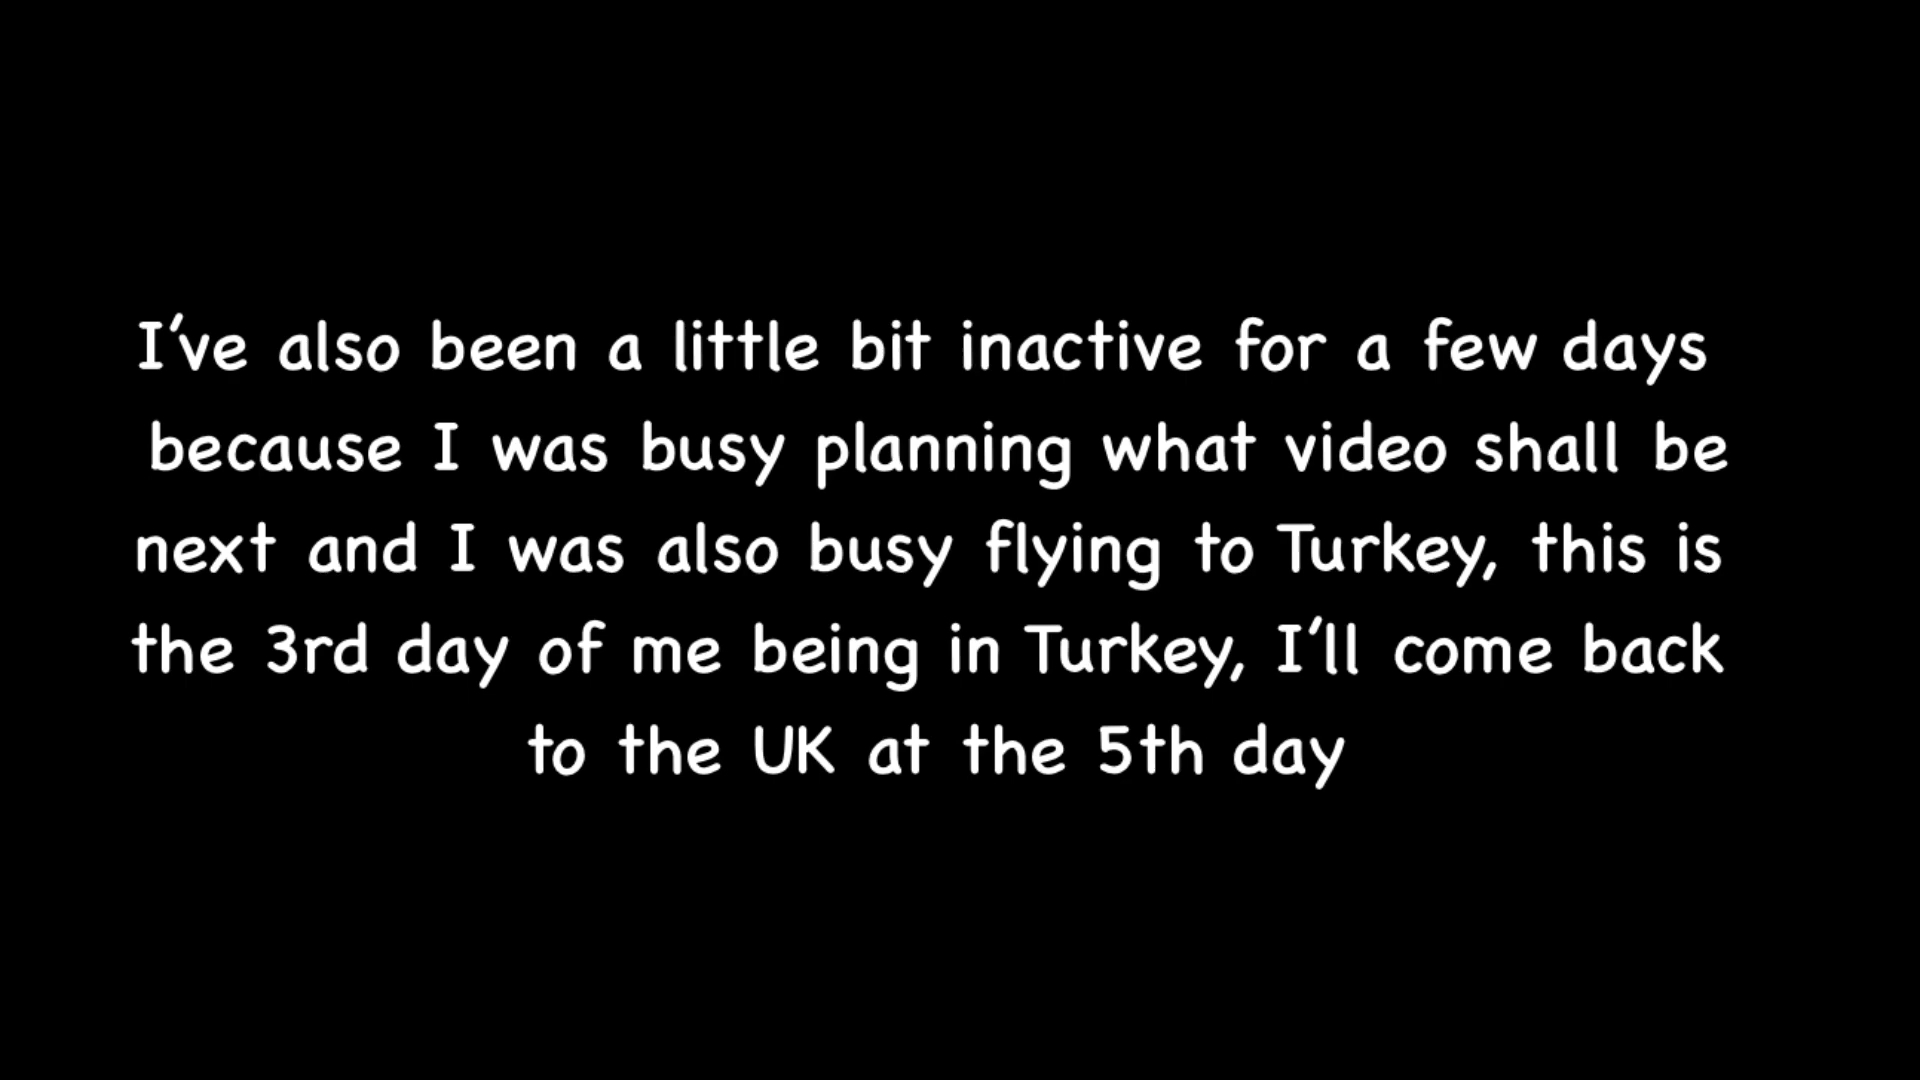 I've also been a little bit inactive for a few days
because I was busy planning what video shall be
next and I was also busy flying to Turkey, this is
the 3rd day of me being in Turkey, I'll come back
to the UK at the 5th day